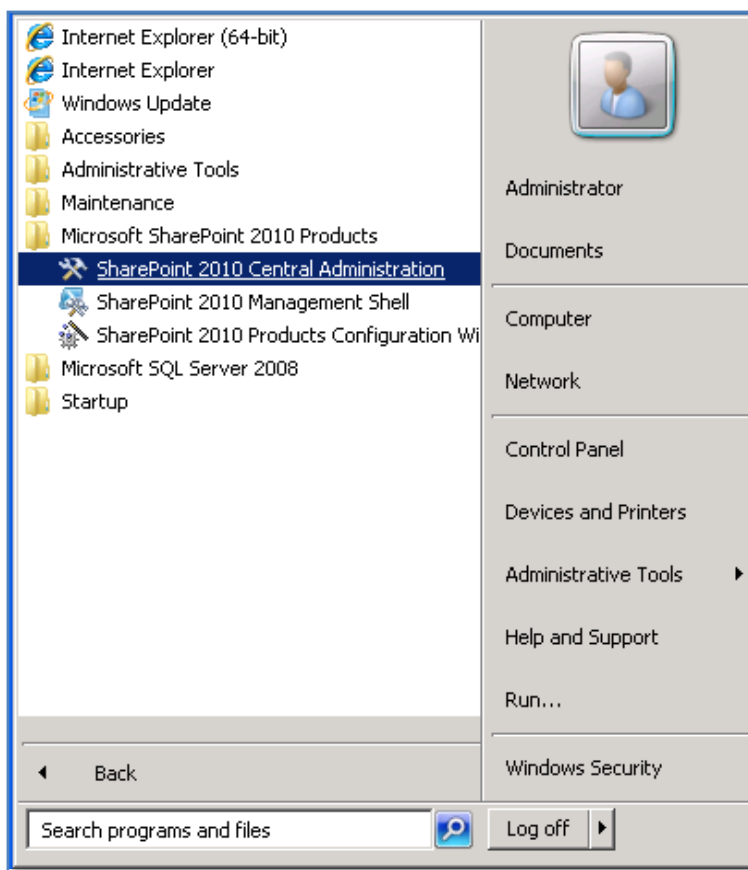 Internet Explorer (64-bit)
Internet Explorer
Windows Update
Accessories
Administrative Tools
Maintenance
Microsoft SharePoint 2010 Products
SharePoint 2010 Central Administration
SharePoint 2010 Management Shell
SharePoint 2010 Products Configuration Wi
Microsoft SQL Server 2008
Startup
Back
Search programs and files
Administrator
Documents
Computer
Network
Control Panel
Devices and Printers
Administrative Tools
Help and Support
Run...
Windows Security
Log off